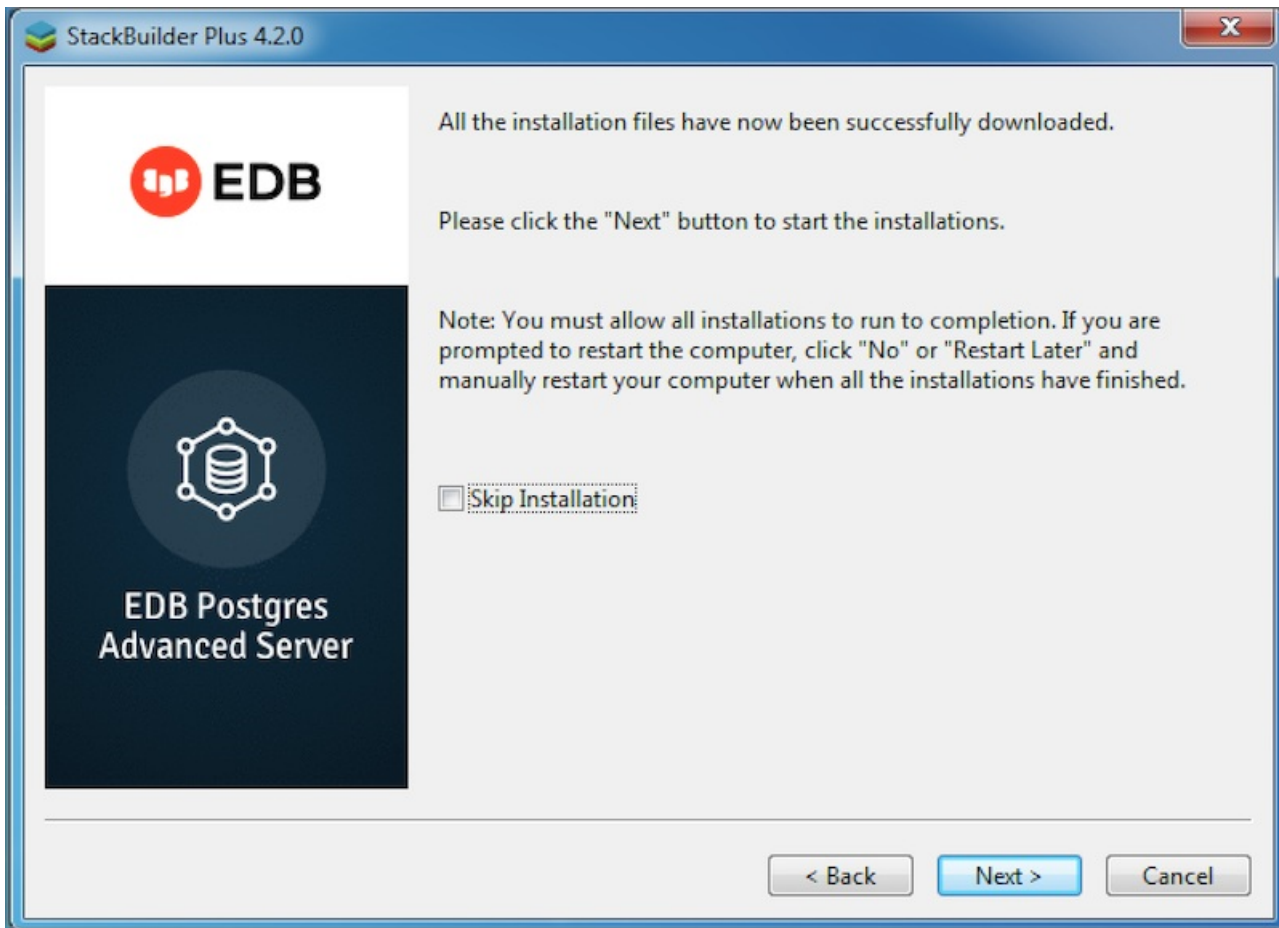 StackBuilder Plus 4.2.0
EDB
EDB Postgres
Advanced Server
All the installation files have now been successfully downloaded.
Please click the "Next" button to start the installations.
Note: You must allow all installations to run to completion. If you are
prompted to restart the computer, click "No" or "Restart Later" and
manually restart your computer when all the installations have finished.
Skip Installation
< Back
Next >
Cancel